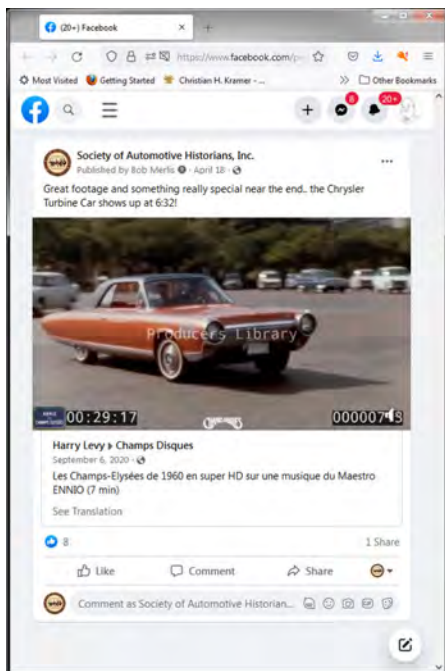 (20+) Facebook
https://www.facebook.com/p
Most Visited Getting Started Christian H. Kramer - ... Other Bookmarks
8 20+
Society of Automotive Historians, Inc.
Published by Bob Merlis · April 18 ·
Great footage and something really special near the end.. the Chrysler
Turbine Car shows up at 6:32!
Producers Library
00:29:17
Harry Levy ▸ Champs Disques
September 6, 2020 ·
Les Champs-Elysées de 1960 en super HD sur une musique du Maestro
ENNIO (7 min)
See Translation
8 1 Share
Like Comment Share
Comment as Society of Automotive Historian...